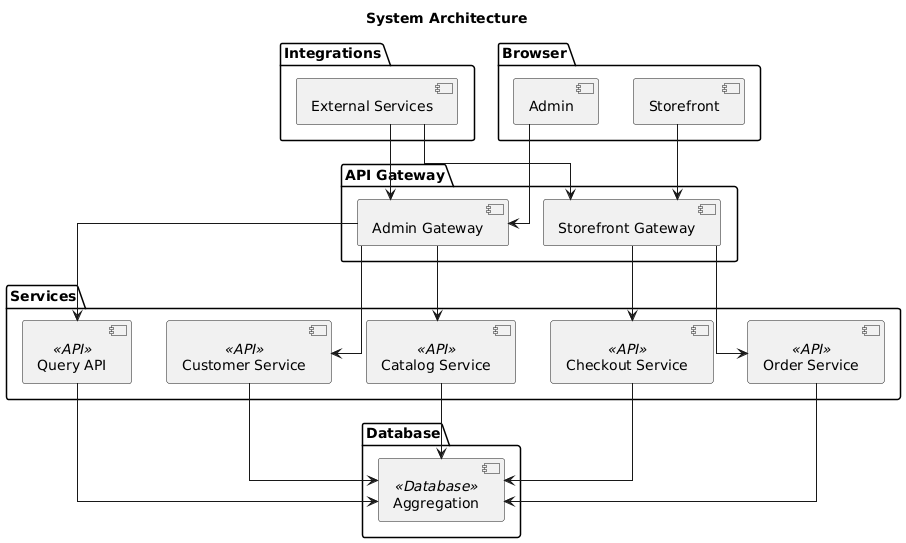 System Architecture
Integrations
Browser
External Services
Admin
Storefront
API Gateway
Admin Gateway
Storefront Gateway
Services
«API»
Query API
«API»
Customer Service
«API»
Catalog Service
«API»
Checkout Service
«API»
Order Service
Database
«Database»
Aggregation